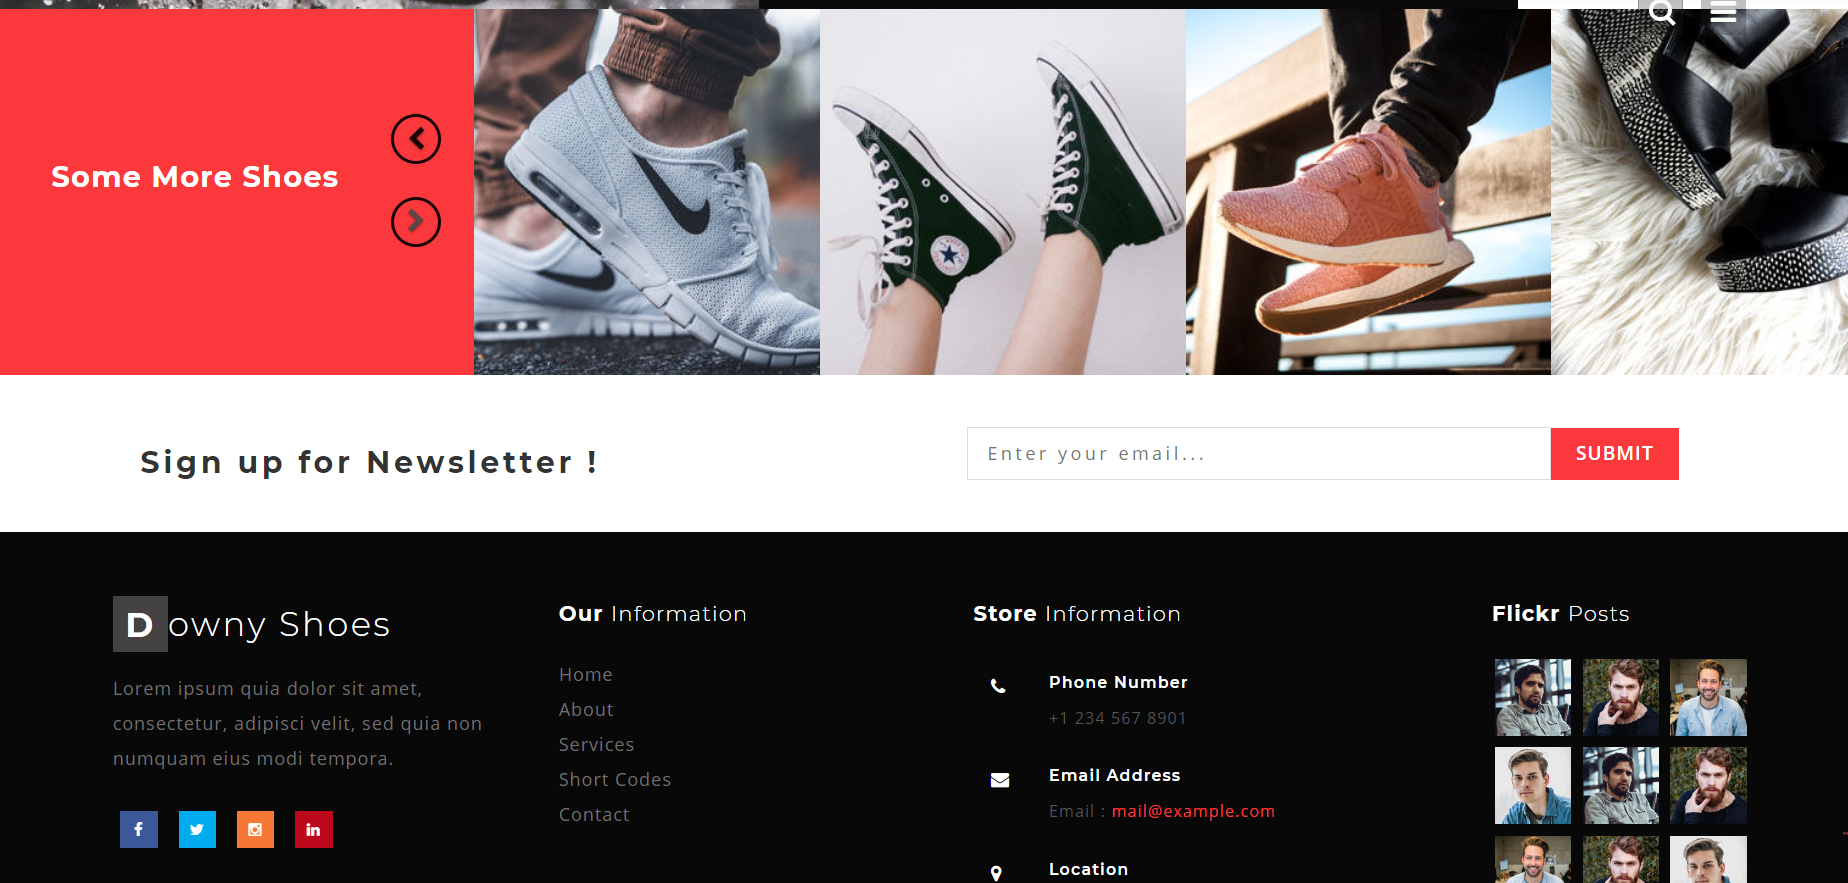 Some More Shoes
Sign up for Newsletter !
Enter your email...
SUBMIT
Downy Shoes
Lorem ipsum quia dolor sit amet,
consectetur, adipisci velit, sed quia non
numquam eius modi tempora.
Our Information
Home
About
Services
Short Codes
Contact
Store Information
Phone Number
+1 234 567 8901
Email Address
Email : mail@example.com
Location
Flickr Posts